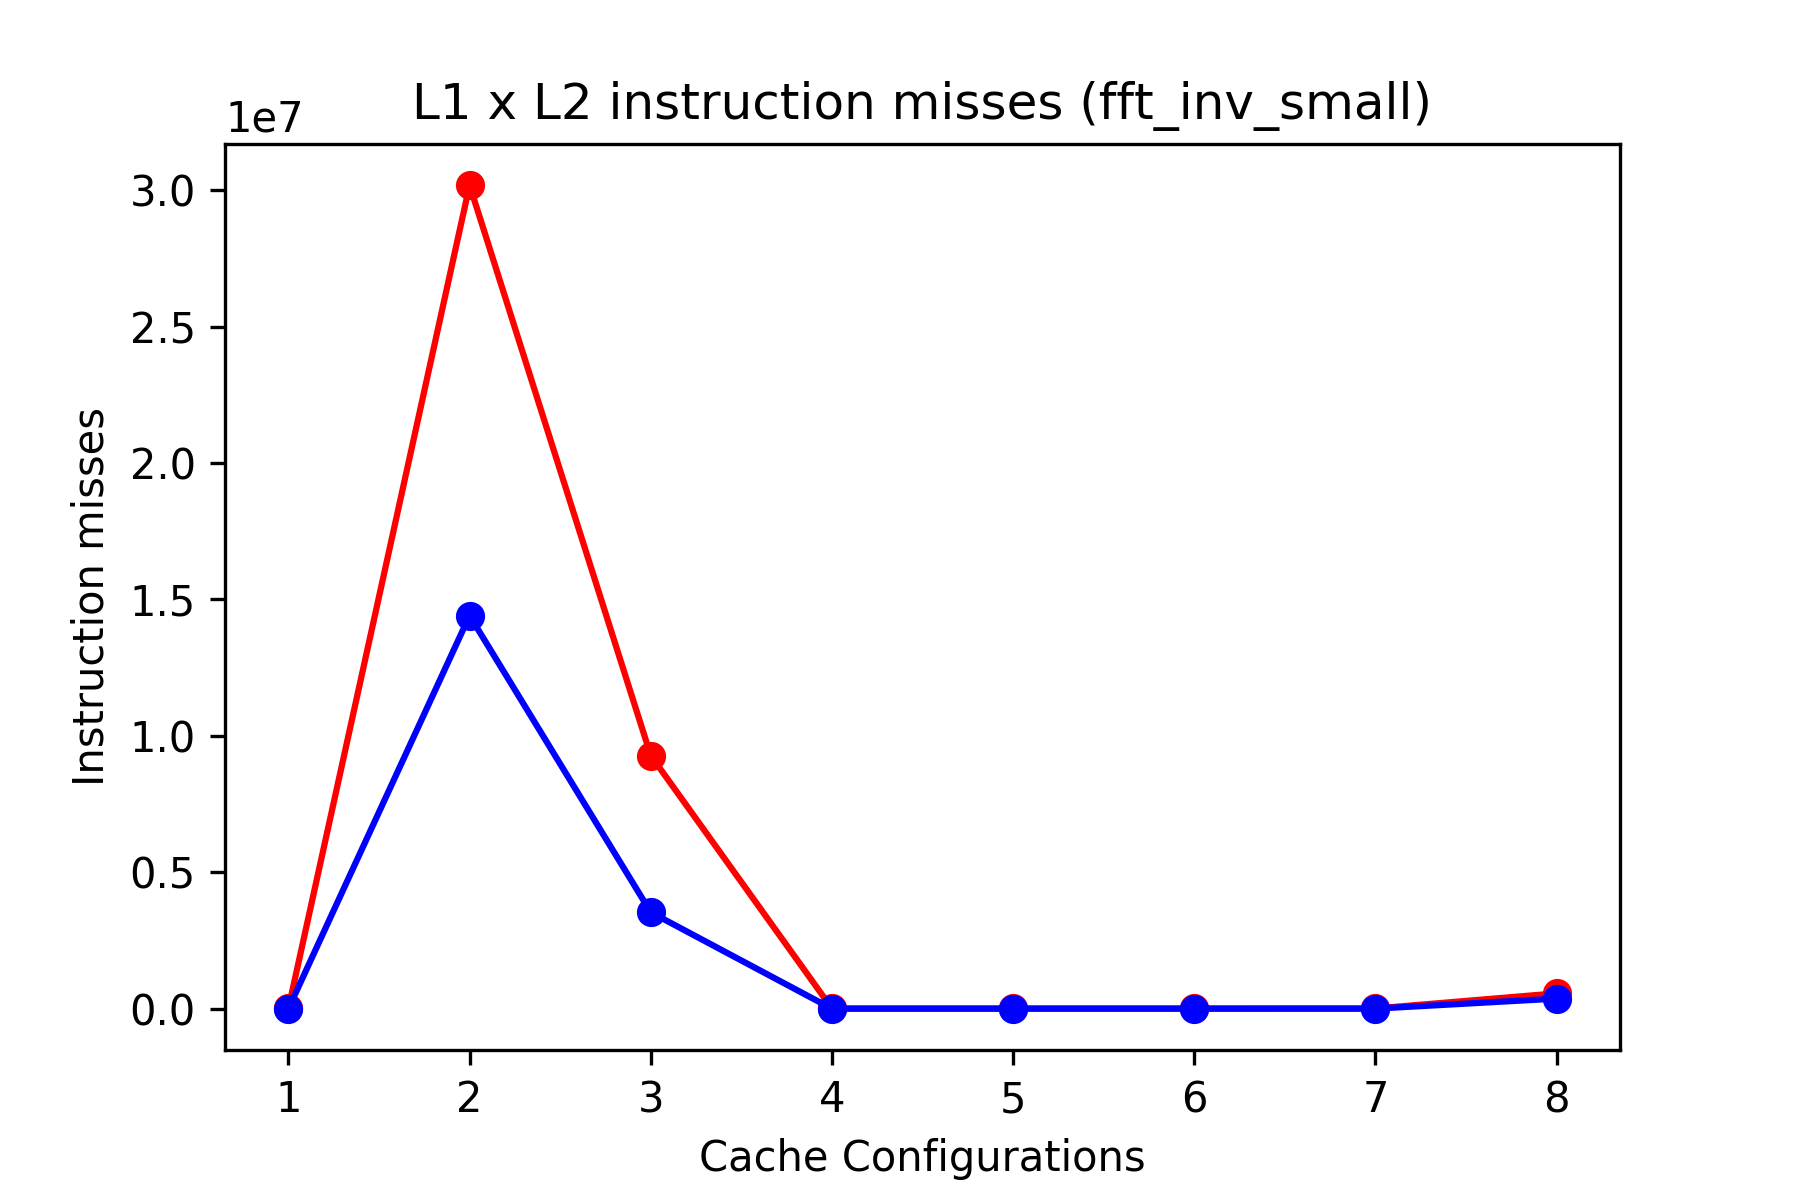 L1 x L2 instruction misses (fft_inv_small)
1e7
3.0
2.5
2.0
1.5
1.0
0.5
0.0
Instruction misses
1 2 3 4 5 6 7 8
Cache Configurations